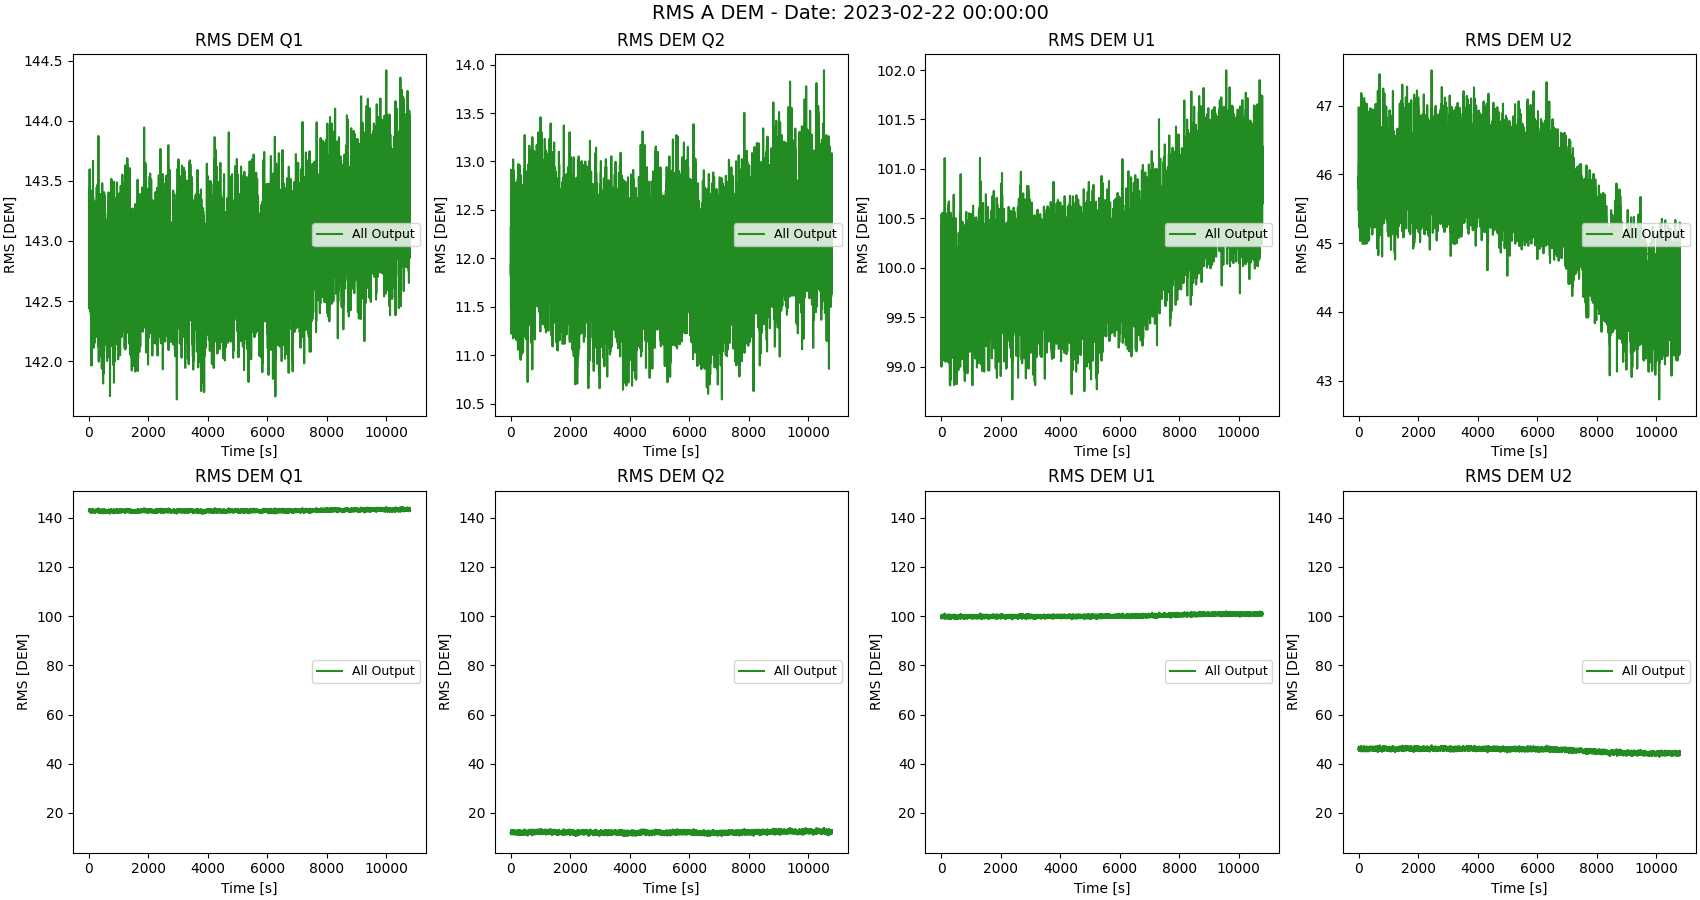 RMS A DEM - Date: 2023-02-22 00:00:00
RMS DEM Q1
RMS [DEM]
144.5
144.0
143.5
143.0
142.5
142.0
All Output
0 2000 4000 6000 8000 10000
Time [s]
RMS DEM Q2
RMS [DEM]
14.0
13.5
13.0
12.5
12.0
11.5
11.0
10.5
All Output
0 2000 4000 6000 8000 10000
Time [s]
RMS DEM U1
RMS [DEM]
102.0
101.5
101.0
100.5
100.0
99.5
99.0
All Output
0 2000 4000 6000 8000 10000
Time [s]
RMS DEM U2
RMS [DEM]
47
46
45
44
43
All Output
0 2000 4000 6000 8000 10000
Time [s]
RMS DEM Q1
RMS [DEM]
140
120
100
80
60
40
20
All Output
0 2000 4000 6000 8000 10000
Time [s]
RMS DEM Q2
RMS [DEM]
140
120
100
80
60
40
20
All Output
0 2000 4000 6000 8000 10000
Time [s]
RMS DEM U1
RMS [DEM]
140
120
100
80
60
40
20
All Output
0 2000 4000 6000 8000 10000
Time [s]
RMS DEM U2
RMS [DEM]
140
120
100
80
60
40
20
All Output
0 2000 4000 6000 8000 10000
Time [s]